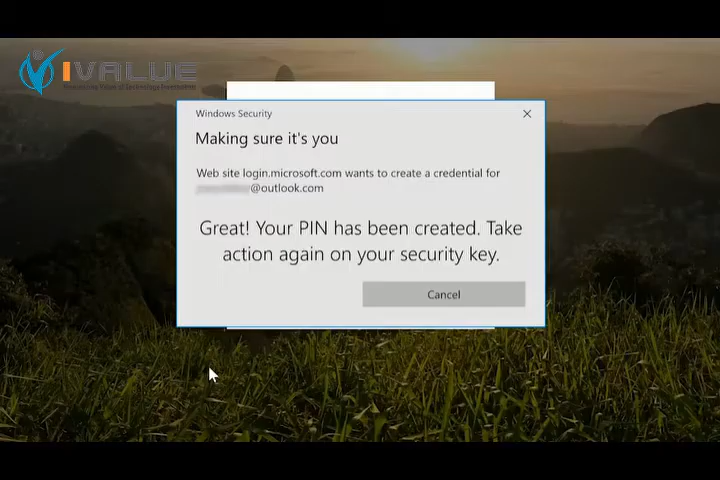 IVALUE
Windows Security
Making sure it's you
Web site login.microsoft.com wants to create a credential for
@outlook.com
Great! Your PIN has been created. Take
action again on your security key.
Cancel